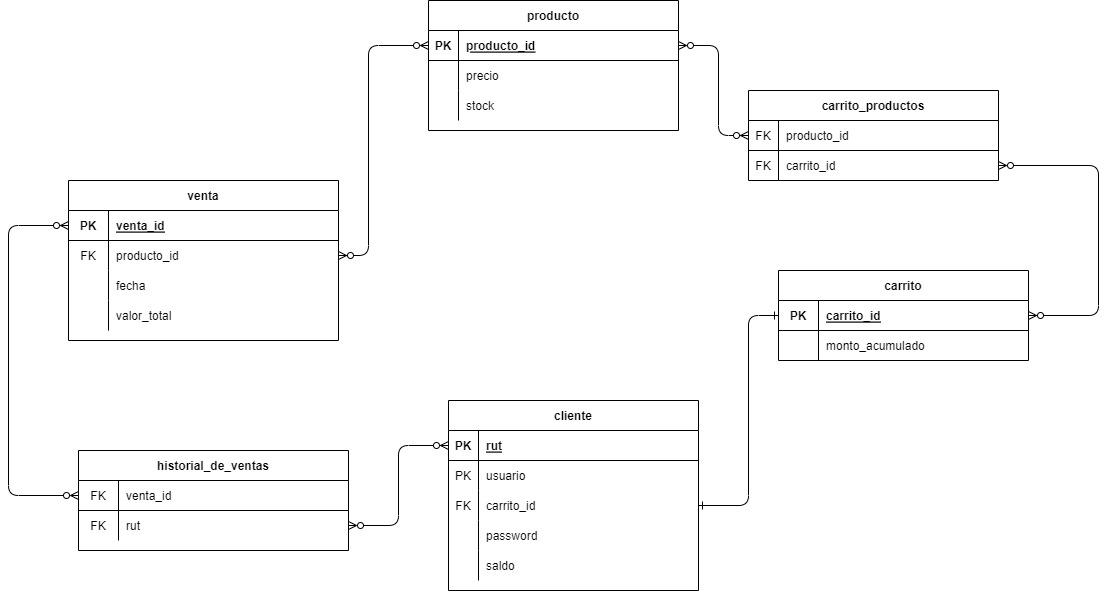 producto
PK producto_id
precio
stock
carrito_productos
FK producto_id
FK carrito_id
venta
PK venta_id
FK producto_id
fecha
valor_total
carrito
PK carrito_id
monto_acumulado
cliente
PK rut
PK usuario
FK carrito_id
password
saldo
historial_de_ventas
FK venta_id
FK rut